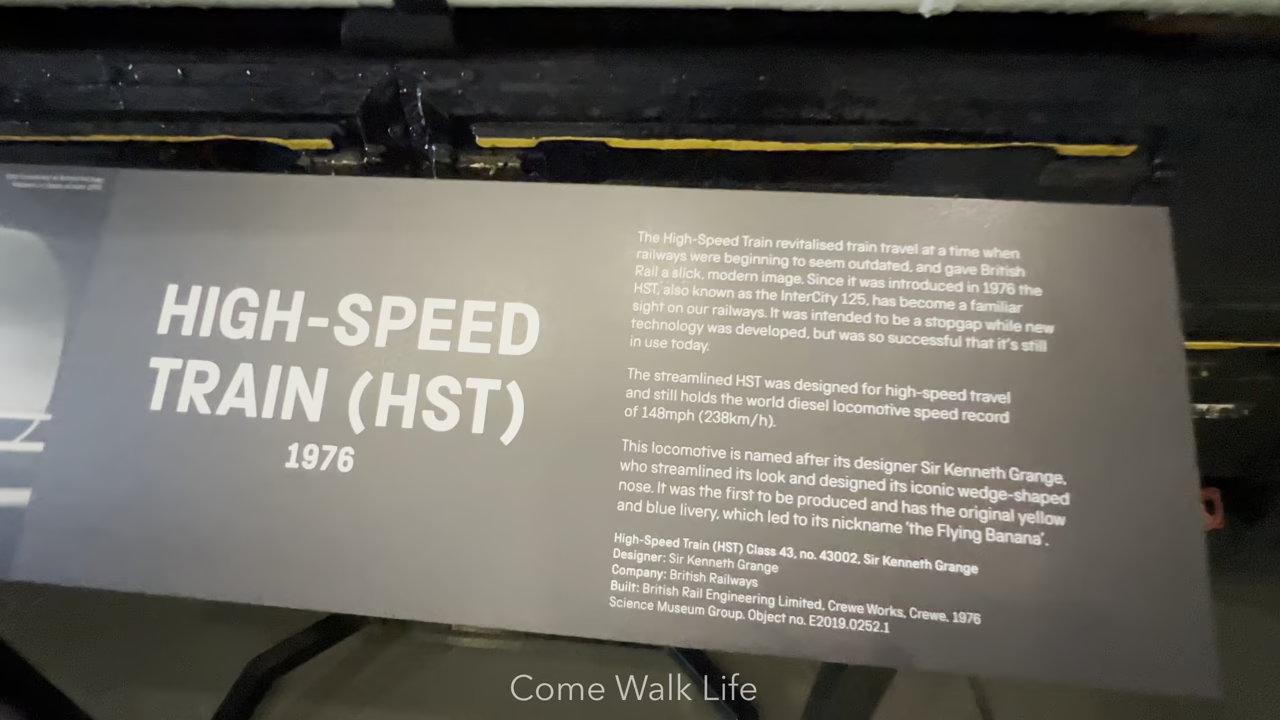 HIGH-SPEED
TRAIN (HST)
1976
The High-Speed Train revitalised train travel at a time when
railways were beginning to seem outdated, and gave British
Rail a slick, modern image. Since it was introduced in 1976 the
HST, also known as the InterCity 125, has become a familiar
sight on our railways. It was intended to be a stopgap while new
technology was developed, but was so successful that it's still
in use today.
The streamlined HST was designed for high-speed travel
and still holds the world diesel locomotive speed record
of 148mph (238km/h).
This locomotive is named after its designer Sir Kenneth Grange,
who streamlined its look and designed its iconic wedge-shaped
nose. It was the first to be produced and has the original yellow
and blue livery, which led to its nickname 'the Flying Banana'.
High-Speed Train (HST) Class 43, no. 43002, Sir Kenneth Grange
Designer: Sir Kenneth Grange
Company: British Railways
Built: British Rail Engineering Limited, Crewe Works, Crewe, 1976
Science Museum Group. Object no. E2019.0252.1
Come Walk Life